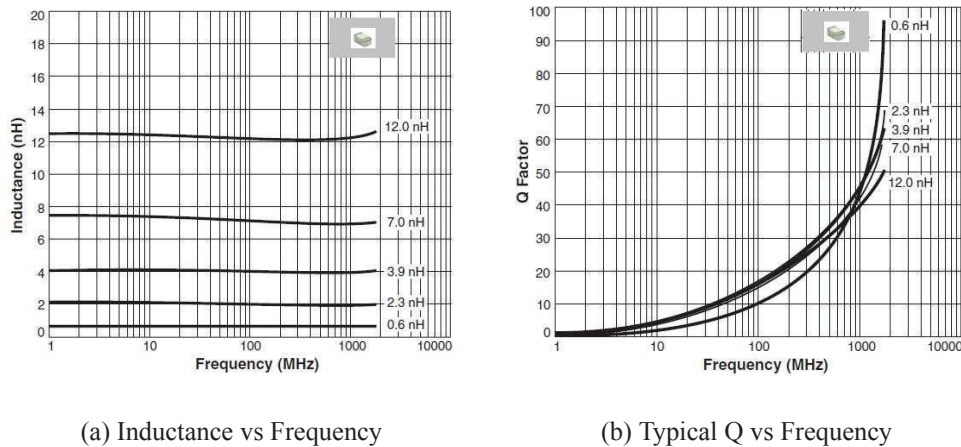 20
18
16
14
12
10
8
6
4
2
0
Inductance (nH)
12.0 nH
7.0 nH
3.9 nH
2.3 nH
0.6 nH
1 10 100 1000 10000
Frequency (MHz)
100
90
80
70
60
50
40
30
20
10
0
Q Factor
0.6 nH
2.3 nH
3.9 nH
7.0 nH
12.0 nH
1 10 100 1000 10000
Frequency (MHz)
(a) Inductance vs Frequency
(b) Typical Q vs Frequency